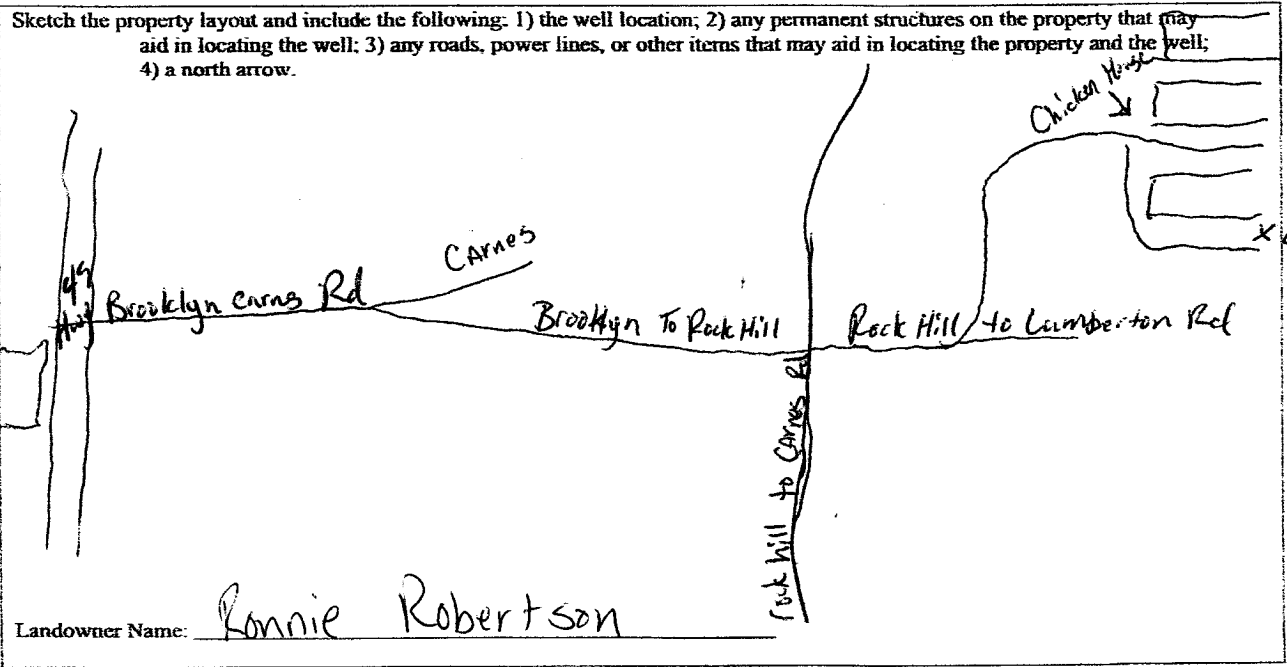 Sketch the property layout and include the following: 1) the well location; 2) any permanent structures on the property that may
aid in locating the well; 3) any roads, power lines, or other items that may aid in locating the property and the well;
4) a north arrow.
Chicken House
CArnes
49
Hwy
Brooklyn Carns Rd
Brooklyn To Rock Hill
Rock Hill to Lumberton Rd
rock hill to CArnes Rd
X
Landowner Name: Ronnie Robertson